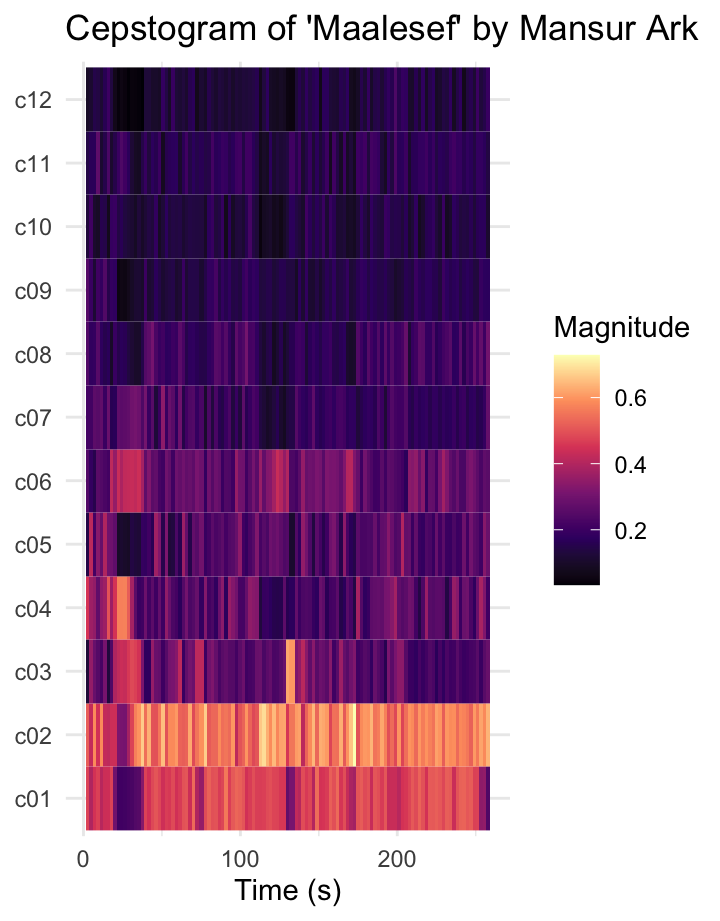 Cepstogram of 'Maalesef' by Mansur Ark
c12
c11
c10
c09
c08
c07
c06
c05
c04
c03
c02
c01
0 100 200
Time (s)
Magnitude
0.6
0.4
0.2